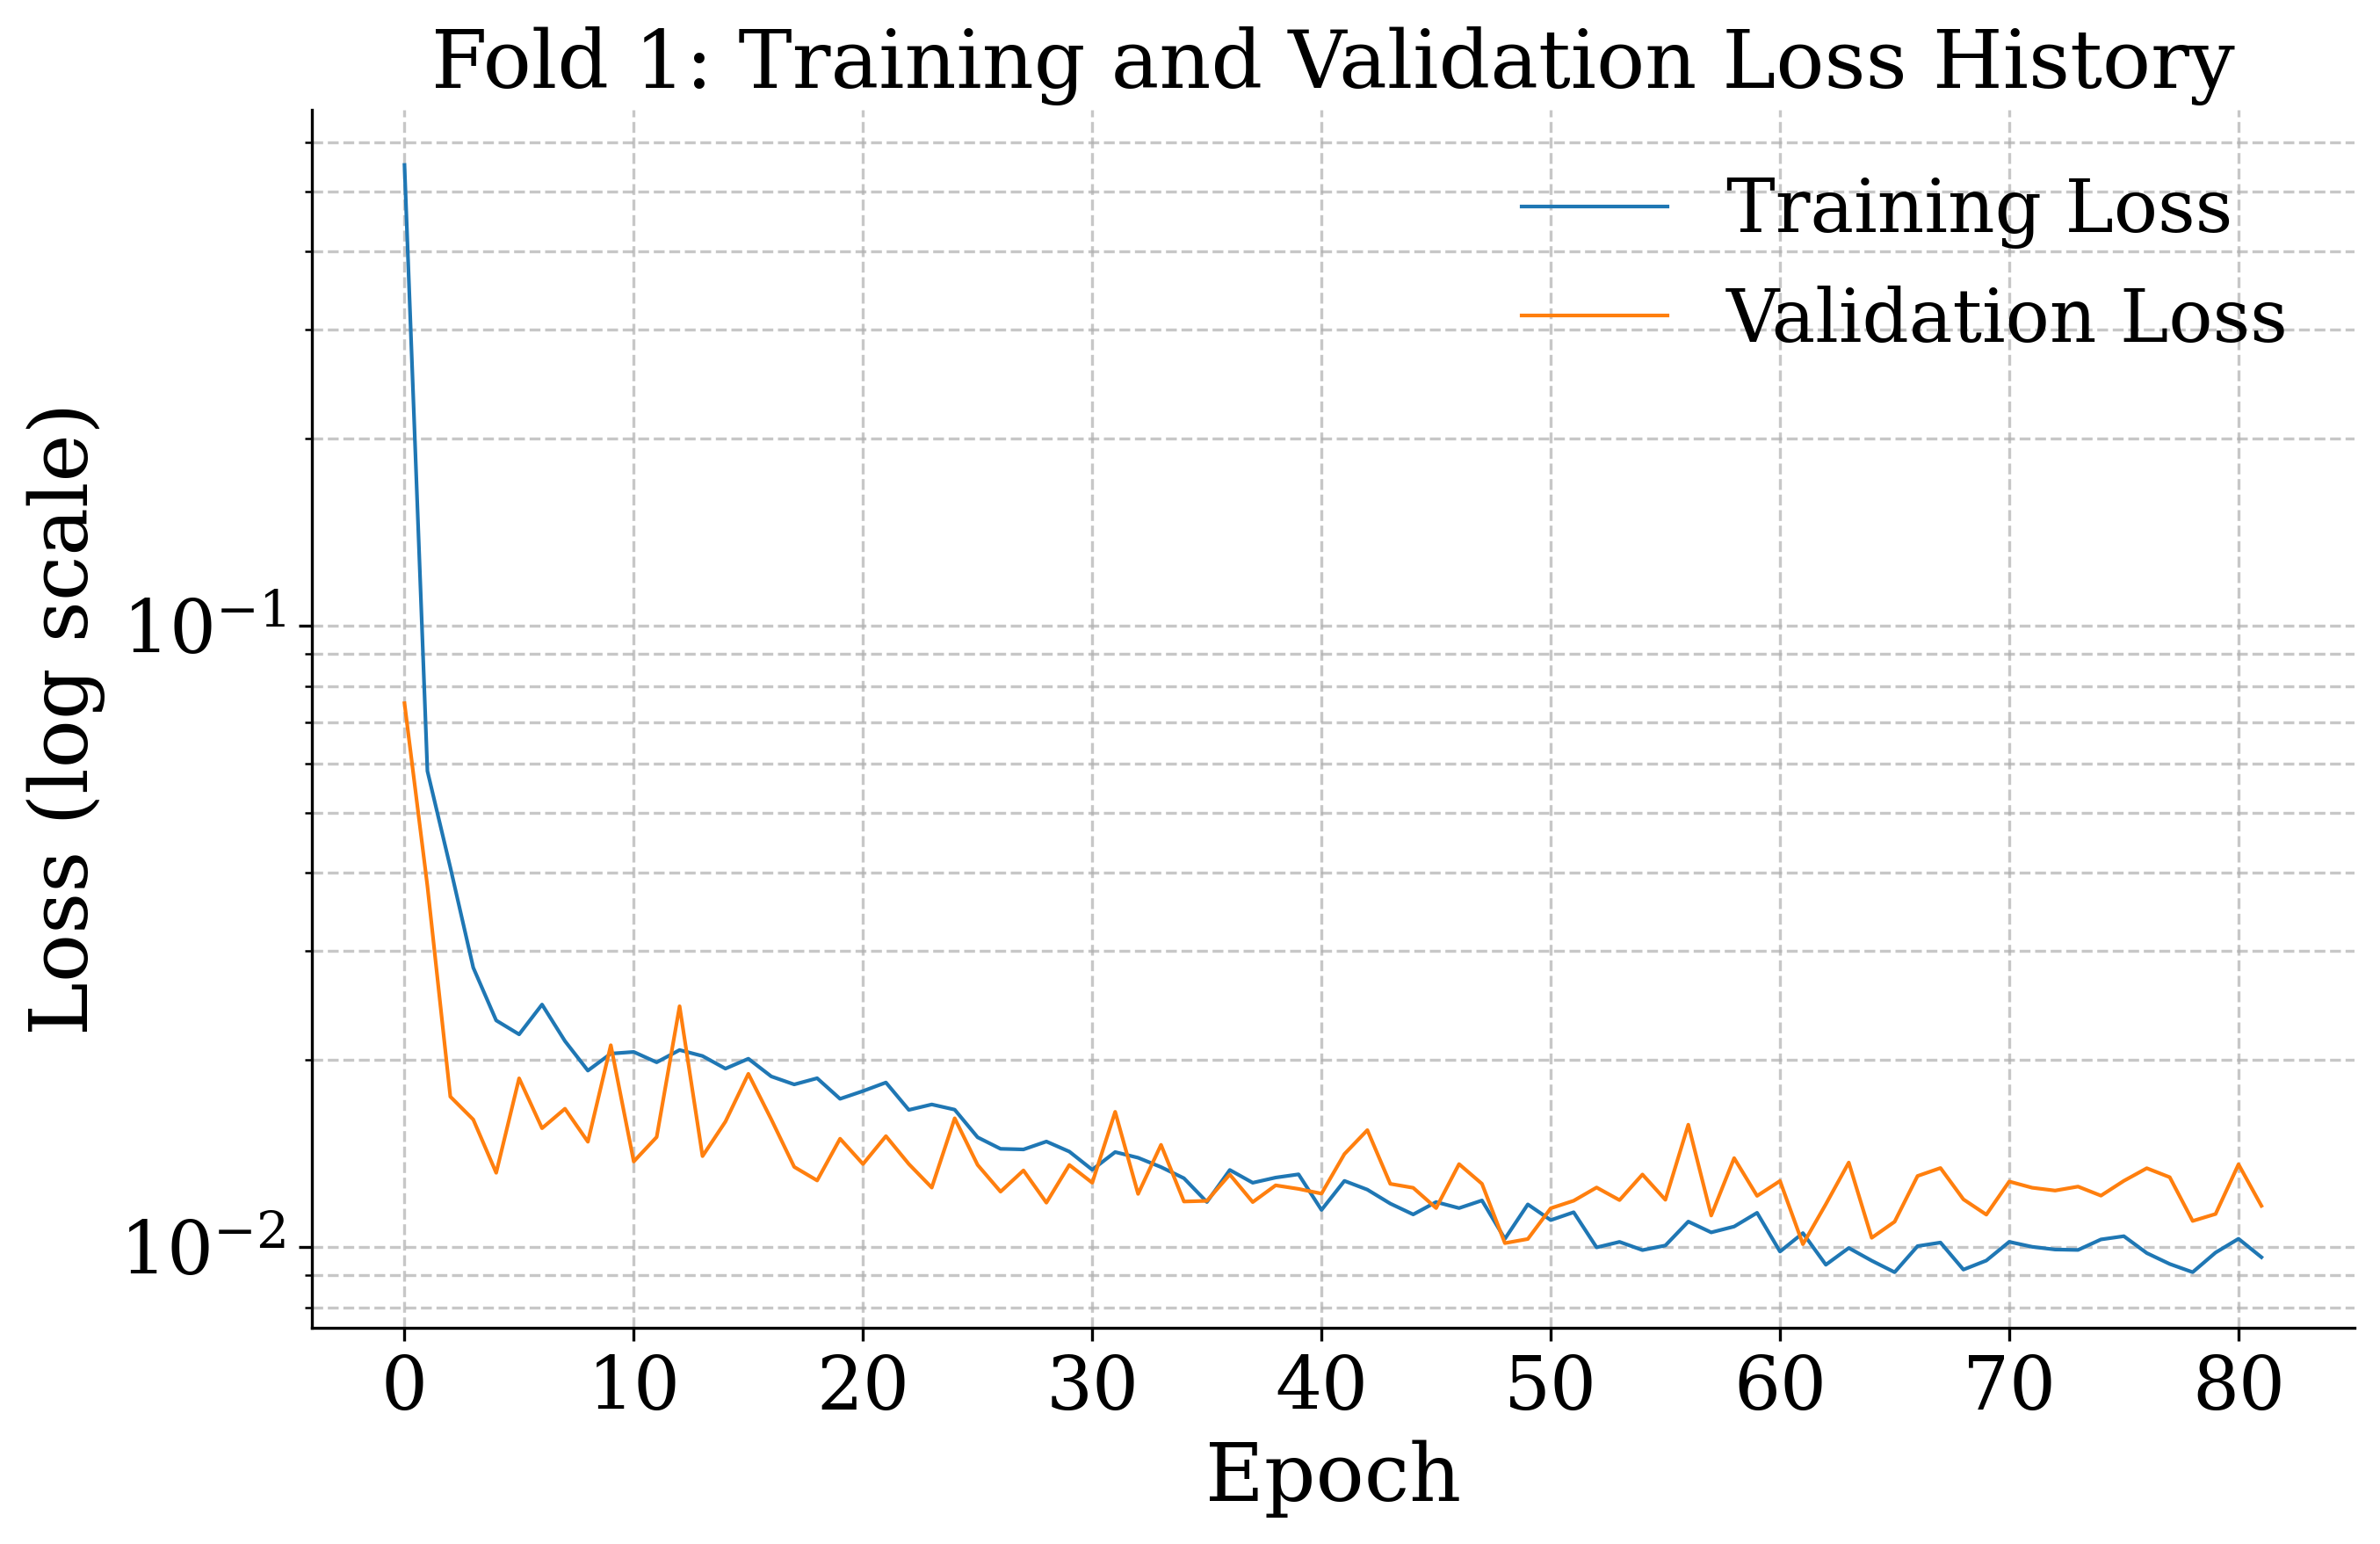 Fold 1: Training and Validation Loss History
Training Loss
Validation Loss
Loss (log scale)
10⁻¹
10⁻²
0 10 20 30 40 50 60 70 80
Epoch